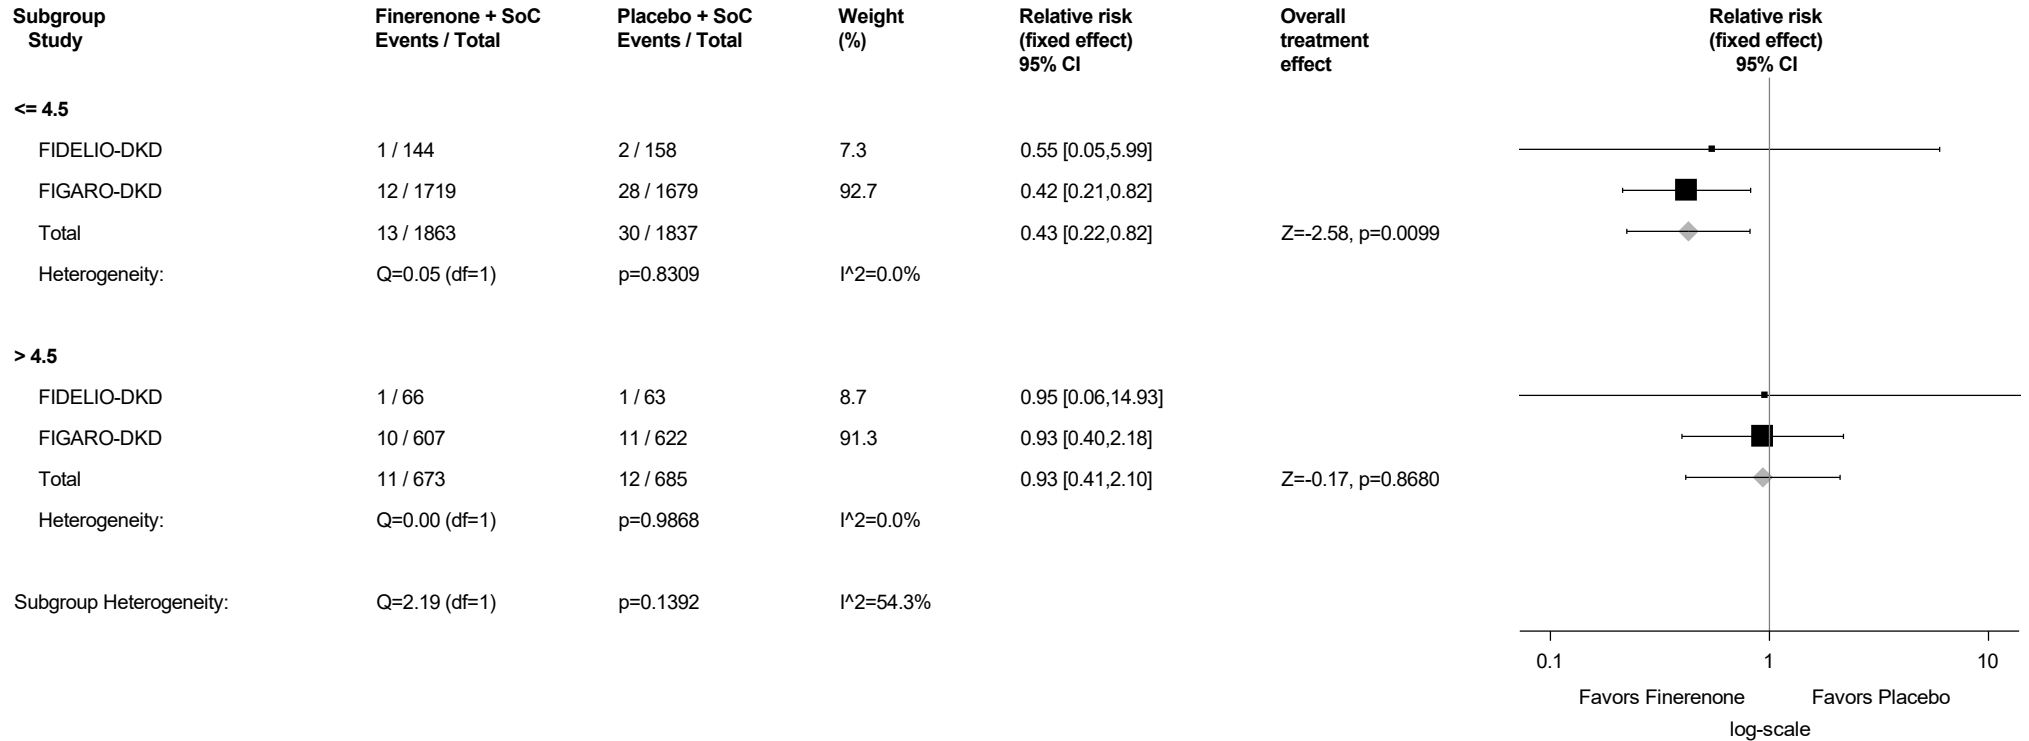 Subgroup Finerenone + SoC Placebo + SoC Weight Relative risk Overall Relative risk
Study Events / Total Events / Total (%) (fixed effect) treatment (fixed effect)
95% CI effect 95% CI
<= 4.5
FIDELIO-DKD 1 / 144 2 / 158 7.3 0.55 [0.05,5.99]
FIGARO-DKD 12 / 1719 28 / 1679 92.7 0.42 [0.21,0.82]
Total 13 / 1863 30 / 1837 0.43 [0.22,0.82] Z=-2.58, p=0.0099
Heterogeneity: Q=0.05 (df=1) p=0.8309 I^2=0.0%
> 4.5
FIDELIO-DKD 1 / 66 1 / 63 8.7 0.95 [0.06,14.93]
FIGARO-DKD 10 / 607 11 / 622 91.3 0.93 [0.40,2.18]
Total 11 / 673 12 / 685 0.93 [0.41,2.10] Z=-0.17, p=0.8680
Heterogeneity: Q=0.00 (df=1) p=0.9868 I^2=0.0%
Subgroup Heterogeneity: Q=2.19 (df=1) p=0.1392 I^2=54.3%
0.1 1 10
Favors Finerenone Favors Placebo
log-scale